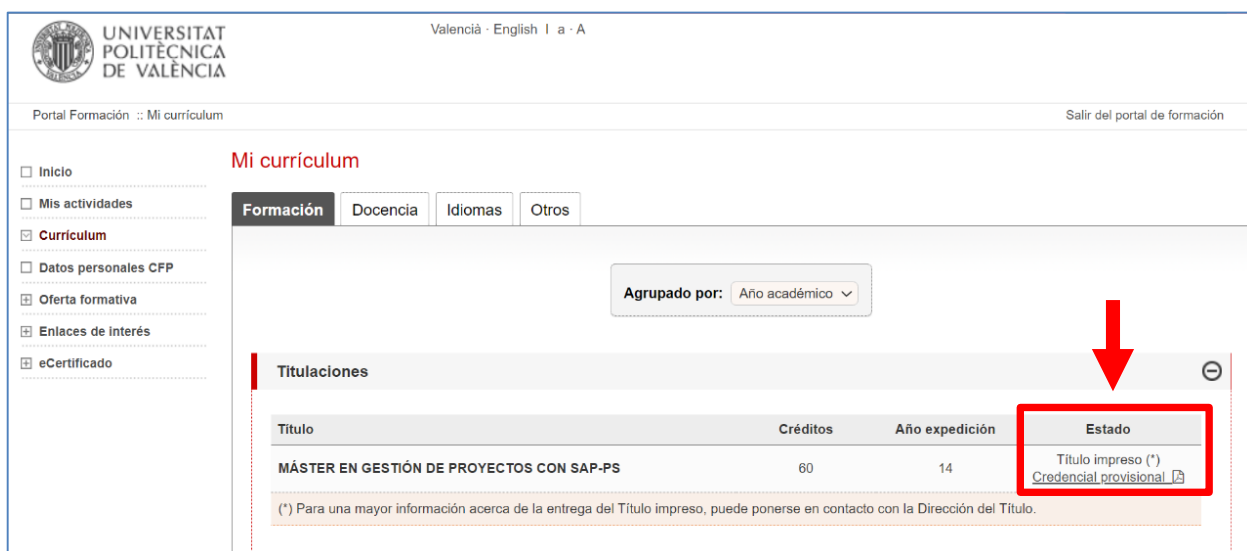 UNIVERSITAT
POLITÈCNICA
DE VALÈNCIA
Valencià · English | a · A
Portal Formación :: Mi currículum
Salir del portal de formación
Inicio
Mis actividades
Currículum
Datos personales CFP
Oferta formativa
Enlaces de interés
eCertificado
Mi currículum
Formación Docencia Idiomas Otros
Agrupado por: Año académico
Titulaciones
Título Créditos Año expedición Estado
MÁSTER EN GESTIÓN DE PROYECTOS CON SAP-PS 60 14 Título impreso (*)
Credencial provisional
(*) Para una mayor información acerca de la entrega del Título impreso, puede ponerse en contacto con la Dirección del Título.